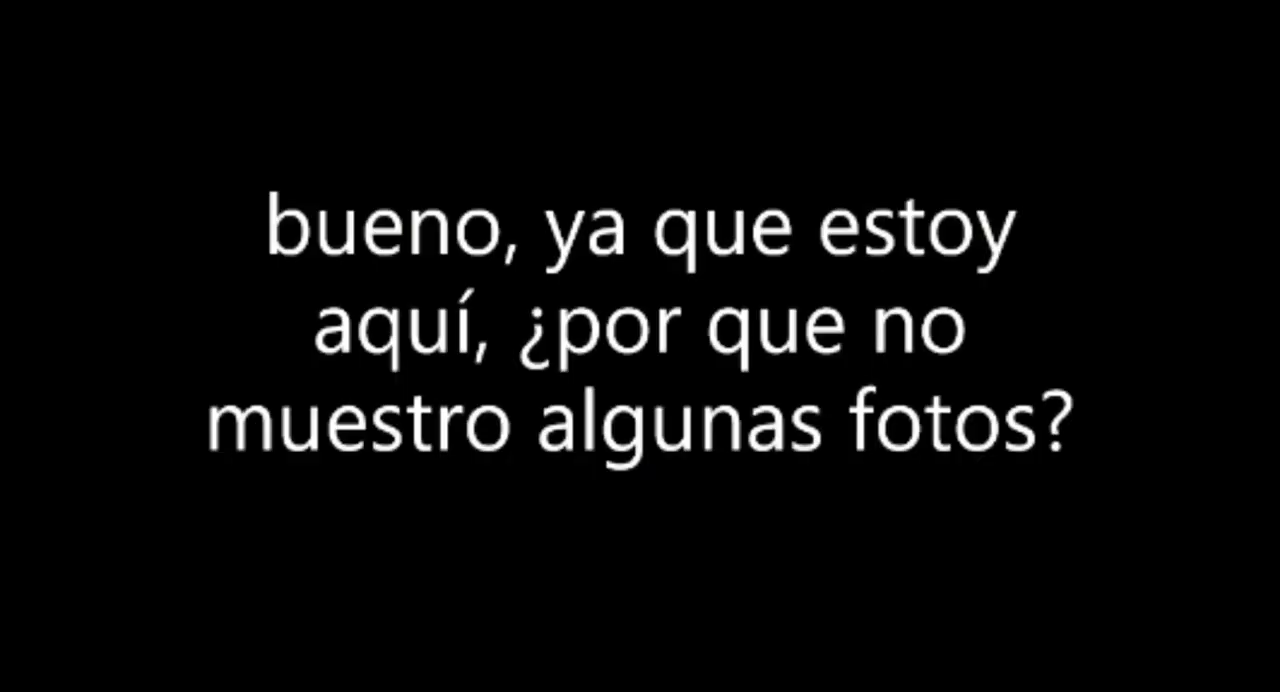 bueno, ya que estoy
aquí, ¿por que no
muestro algunas fotos?